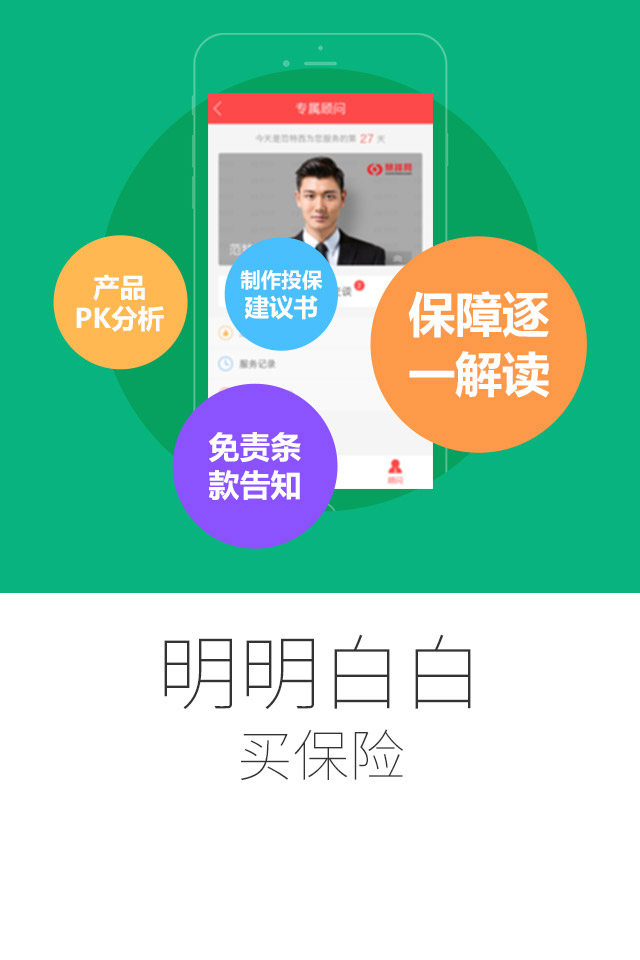 专属顾问
今天是范特西为您服务的第 27 天
产品
PK分析
制作投保
建议书
保障逐
一解读
服务记录
免责条
款告知
顾问
明明白白
买保险